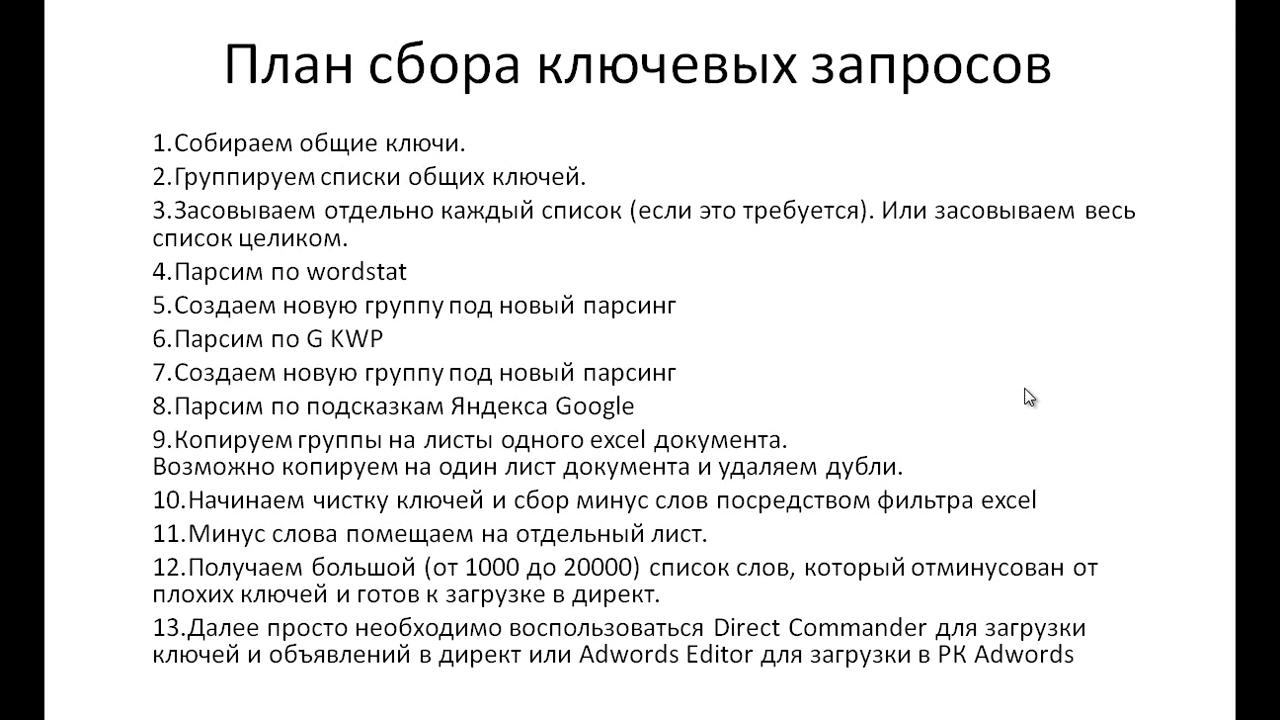 План сбора ключевых запросов
1.Собираем общие ключи.
2.Группируем списки общих ключей.
3.Засовываем отдельно каждый список (если это требуется). Или засовываем весь
список целиком.
4.Парсим по wordstat
5.Создаем новую группу под новый парсинг
6.Парсим по G KWP
7.Создаем новую группу под новый парсинг
8.Парсим по подсказкам Яндекса Google
9.Копируем группы на листы одного excel документа.
Возможно копируем на один лист документа и удаляем дубли.
10.Начинаем чистку ключей и сбор минус слов посредством фильтра excel
11.Минус слова помещаем на отдельный лист.
12.Получаем большой (от 1000 до 20000) список слов, который отминусован от
плохих ключей и готов к загрузке в директ.
13.Далее просто необходимо воспользоваться Direct Commander для загрузки
ключей и объявлений в директ или Adwords Editor для загрузки в РК Adwords